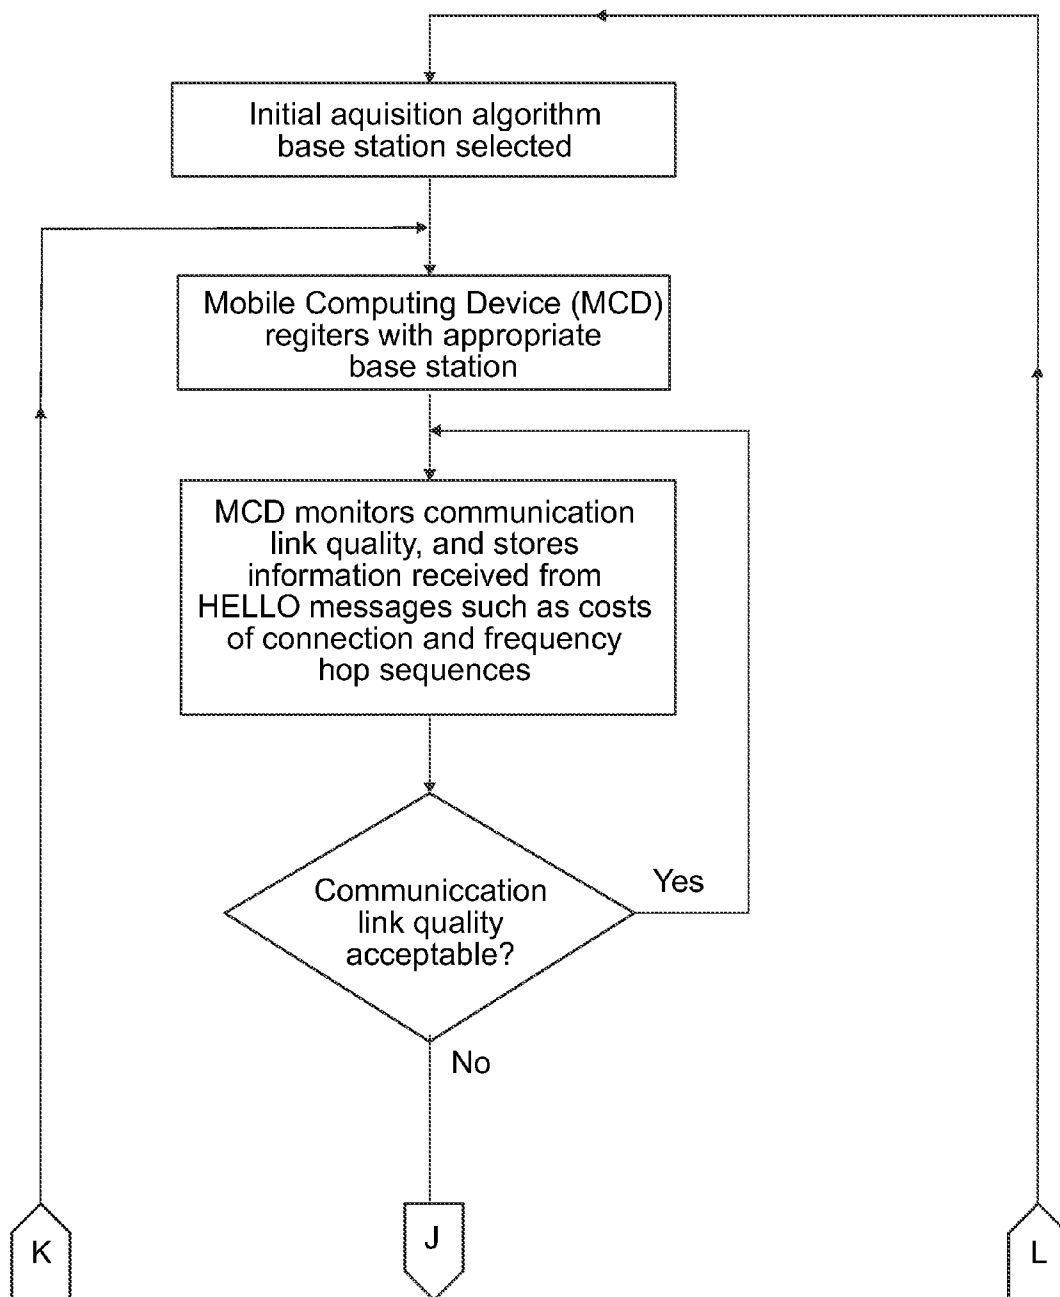 Initial aquisition algorithm
base station selected
Mobile Computing Device (MCD)
regiters with appropriate
base station
MCD monitors communication
link quality, and stores
information received from
HELLO messages such as costs
of connection and frequency
hop sequences
Communiccation
link quality
acceptable?
Yes
No
K
J
L